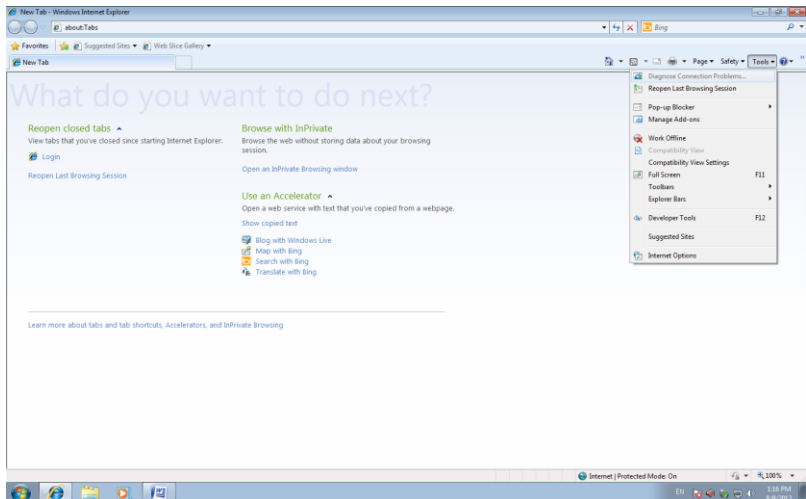 New Tab - Windows Internet Explorer
about:Tabs
Bing
Favorites Suggested Sites Web Slice Gallery
New Tab
Page Safety Tools
What do you want to do next?
Reopen closed tabs
View tabs that you've closed since starting Internet Explorer.
Login
Reopen Last Browsing Session
Browse with InPrivate
Browse the web without storing data about your browsing
session.
Open an InPrivate Browsing window
Use an Accelerator
Open a web service with text that you've copied from a webpage.
Show copied text
Blog with Windows Live
Map with Bing
Search with Bing
Translate with Bing
Learn more about tabs and tab shortcuts, Accelerators, and InPrivate Browsing
Diagnose Connection Problems...
Reopen Last Browsing Session
Pop-up Blocker
Manage Add-ons
Work Offline
Compatibility View
Compatibility View Settings
Full Screen F11
Toolbars
Explorer Bars
Developer Tools F12
Suggested Sites
Internet Options
Internet | Protected Mode: On 100%
EN 1:16 PM